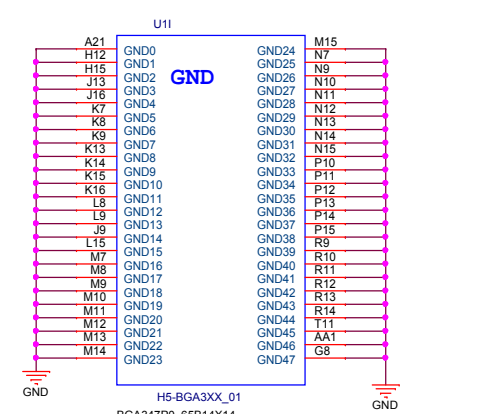 U1I
A21 GND0 GND24 M15
H12 GND1 GND25 N7
H15 GND2 GND26 N9
J13 GND3 GND27 N10
J16 GND4 GND28 N11
K7 GND5 GND29 N12
K8 GND6 GND30 N13
K9 GND7 GND31 N14
K13 GND8 GND32 N15
K14 GND9 GND33 P10
K15 GND10 GND34 P11
K16 GND11 GND35 P12
L8 GND12 GND36 P13
L9 GND13 GND37 P14
J9 GND14 GND38 P15
L15 GND15 GND39 R9
M7 GND16 GND40 R10
M8 GND17 GND41 R11
M9 GND18 GND42 R12
M10 GND19 GND43 R13
M11 GND20 GND44 R14
M12 GND21 GND45 T11
M13 GND22 GND46 AA1
M14 GND23 GND47 G8
GND
GND
GND
H5-BGA3XX_01